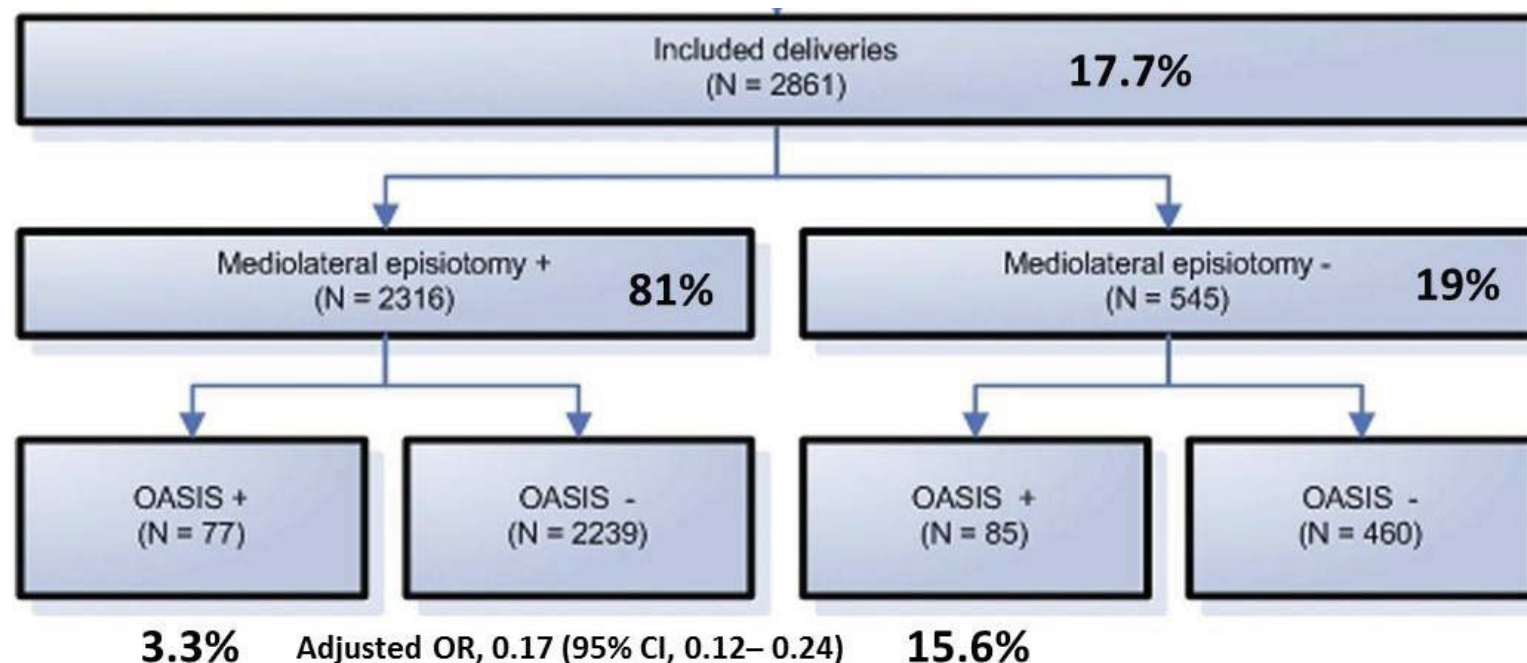 Included deliveries
(N = 2861)
17.7%
Mediolateral episiotomy +
(N = 2316)
81%
Mediolateral episiotomy -
(N = 545)
19%
OASIS +
(N = 77)
OASIS -
(N = 2239)
OASIS +
(N = 85)
OASIS -
(N = 460)
3.3%
Adjusted OR, 0.17 (95% CI, 0.12– 0.24)
15.6%